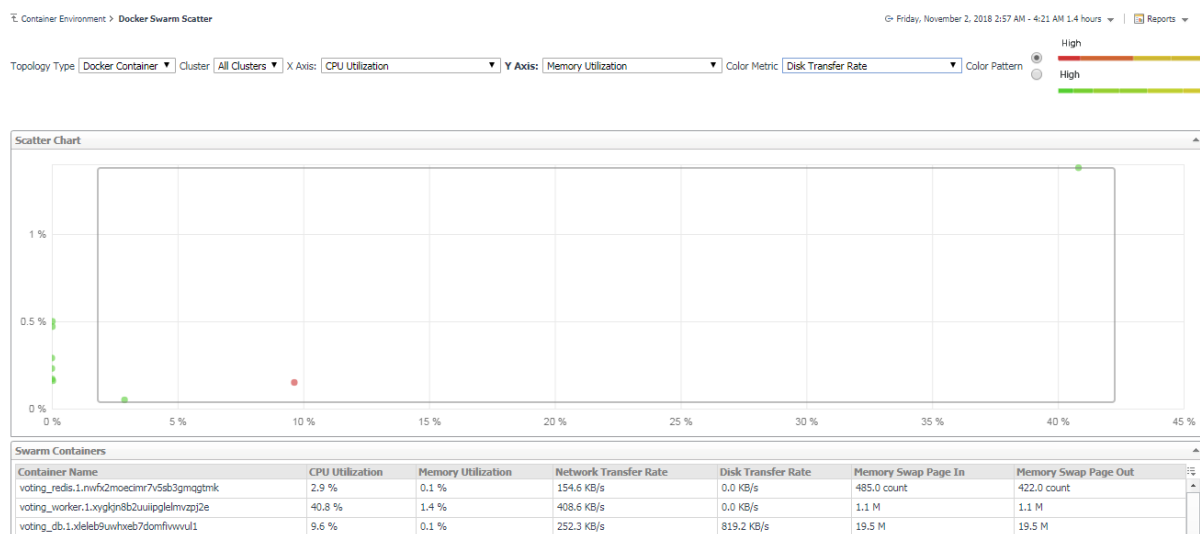 Container Environment > Docker Swarm Scatter
Friday, November 2, 2018 2:57 AM - 4:21 AM 1.4 hours
Reports
High
Topology Type Docker Container Cluster All Clusters X Axis: CPU Utilization Y Axis: Memory Utilization Color Metric Disk Transfer Rate Color Pattern
High
Scatter Chart
1 %
0.5 %
0 %
0 % 5 % 10 % 15 % 20 % 25 % 30 % 35 % 40 % 45 %
Swarm Containers
Container Name CPU Utilization Memory Utilization Network Transfer Rate Disk Transfer Rate Memory Swap Page In Memory Swap Page Out
voting_redis.1.nwfx2moecimr7v5sb3gmqgtmk 2.9 % 0.1 % 154.6 KB/s 0.0 KB/s 485.0 count 422.0 count
voting_worker.1.xygkjn8b2uuiipglelmvzpj2e 40.8 % 1.4 % 408.6 KB/s 0.0 KB/s 1.1 M 1.1 M
voting_db.1.xleleb9uwhxeb7domfivwvul1 9.6 % 0.1 % 252.3 KB/s 819.2 KB/s 19.5 M 19.5 M